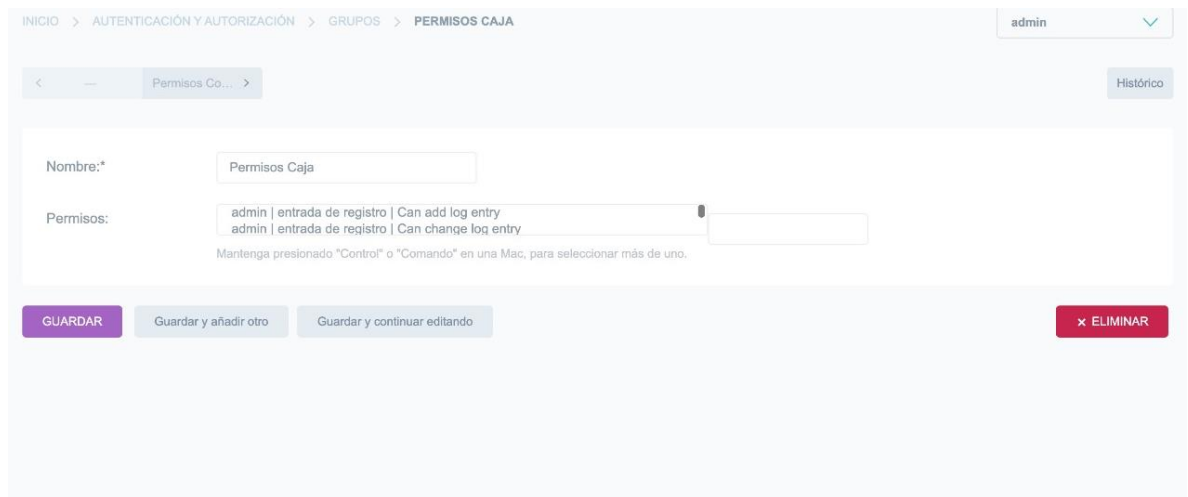 INICIO > AUTENTICACIÓN Y AUTORIZACIÓN > GRUPOS > PERMISOS CAJA
admin
< — Permisos Co... >
Histórico
Nombre:* Permisos Caja
Permisos: admin | entrada de registro | Can add log entry
admin | entrada de registro | Can change log entry
Mantenga presionado "Control" o "Comando" en una Mac, para seleccionar más de uno.
GUARDAR Guardar y añadir otro Guardar y continuar editando × ELIMINAR